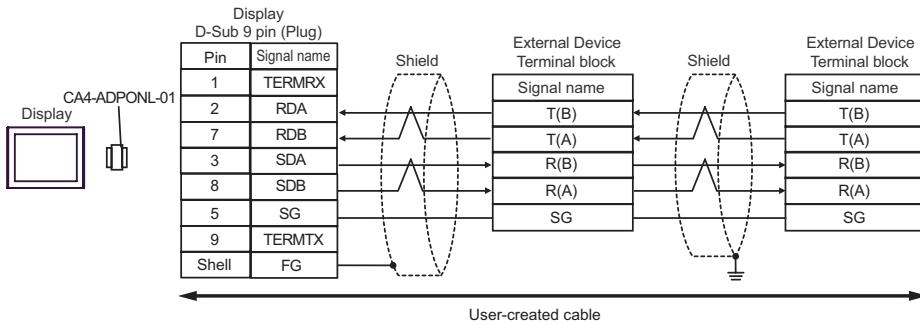 Display
D-Sub 9 pin (Plug)
Pin Signal name
1 TERMRX
2 RDA
7 RDB
3 SDA
8 SDB
5 SG
9 TERMTX
Shell FG
CA4-ADPONL-01
Display
Shield
External Device
Terminal block
Signal name
T(B)
T(A)
R(B)
R(A)
SG
Shield
External Device
Terminal block
Signal name
T(B)
T(A)
R(B)
R(A)
SG
User-created cable